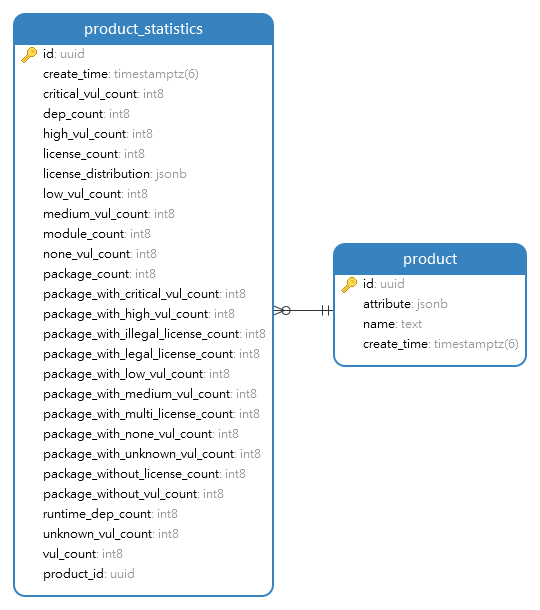 product_statistics
id: uuid
create_time: timestamptz(6)
critical_vul_count: int8
dep_count: int8
high_vul_count: int8
license_count: int8
license_distribution: jsonb
low_vul_count: int8
medium_vul_count: int8
module_count: int8
none_vul_count: int8
package_count: int8
package_with_critical_vul_count: int8
package_with_high_vul_count: int8
package_with_illegal_license_count: int8
package_with_legal_license_count: int8
package_with_low_vul_count: int8
package_with_medium_vul_count: int8
package_with_multi_license_count: int8
package_with_none_vul_count: int8
package_with_unknown_vul_count: int8
package_without_license_count: int8
package_without_vul_count: int8
runtime_dep_count: int8
unknown_vul_count: int8
vul_count: int8
product_id: uuid
product
id: uuid
attribute: jsonb
name: text
create_time: timestamptz(6)